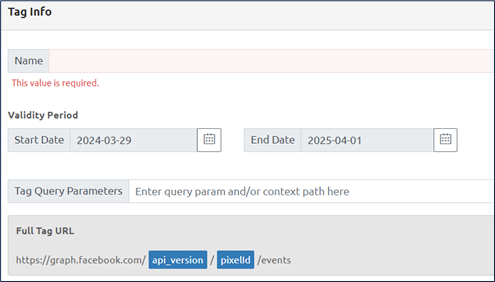 Tag Info
Name
This value is required.
Validity Period
Start Date 2024-03-29 End Date 2025-04-01
Tag Query Parameters Enter query param and/or context path here
Full Tag URL
https://graph.facebook.com/ api_version / pixelId /events